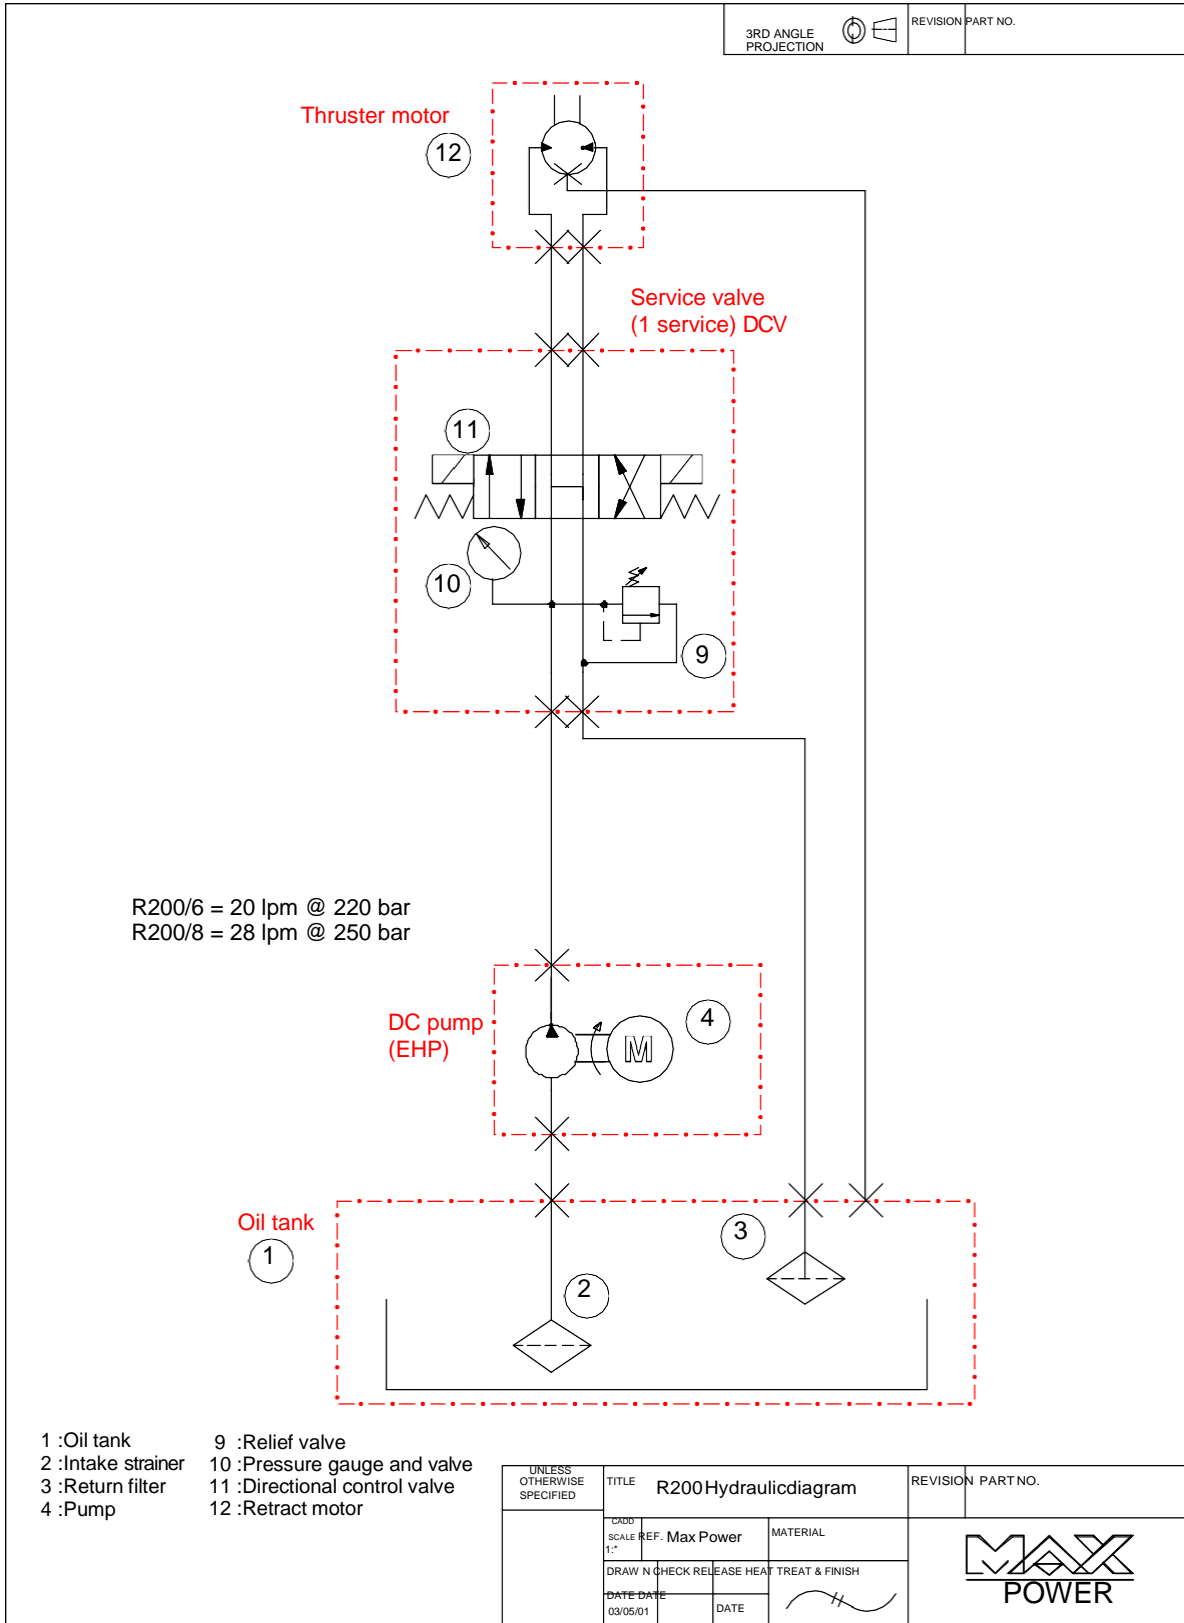 3RD ANGLE
PROJECTION
REVISION PART NO.
Thruster motor
12
Service valve
(1 service) DCV
11
10
9
R200/6 = 20 lpm @ 220 bar
R200/8 = 28 lpm @ 250 bar
DC pump
(EHP)
M
4
Oil tank
1
2
3
1 :Oil tank
2 :Intake strainer
3 :Return filter
4 :Pump
9 :Relief valve
10 :Pressure gauge and valve
11 :Directional control valve
12 :Retract motor
UNLESS
OTHERWISE
SPECIFIED
TITLE R200Hydraulicdiagram
REVISION PART NO.
CADD
SCALE REF. Max Power
1:*
MATERIAL
DRAW N CHECK RELEASE HEAT TREAT & FINISH
DATE DATE
03/05/01
DATE
MAX
POWER